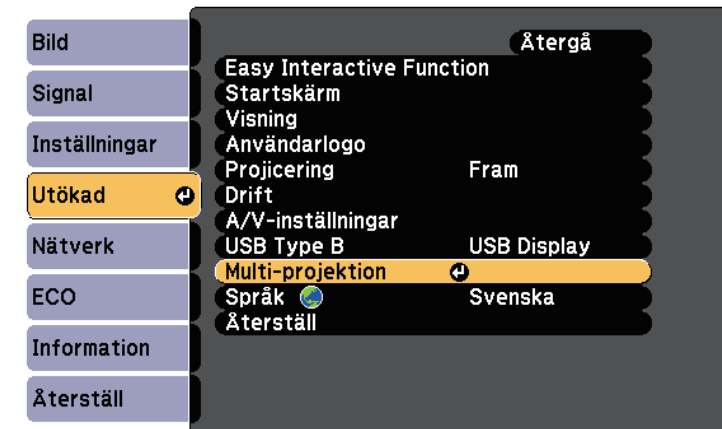 Bild
Signal
Inställningar
Utökad
Nätverk
ECO
Information
Återställ
Återgå
Easy Interactive Function
Startskärm
Visning
Användarlogo
Projicering Fram
Drift
A/V-inställningar
USB Type B USB Display
Multi-projektion
Språk Svenska
Återställ